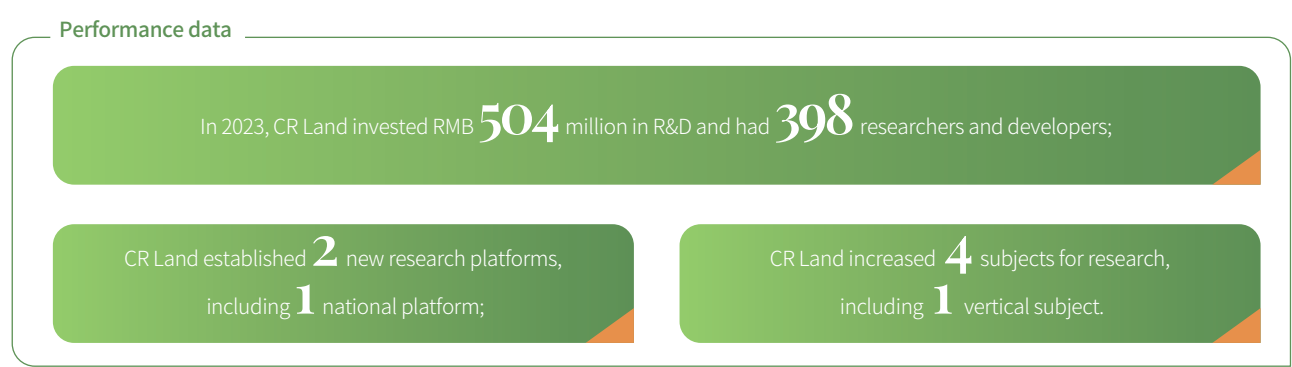 Performance data
In 2023, CR Land invested RMB 504 million in R&D and had 398 researchers and developers;
CR Land established 2 new research platforms,
including 1 national platform;
CR Land increased 4 subjects for research,
including 1 vertical subject.